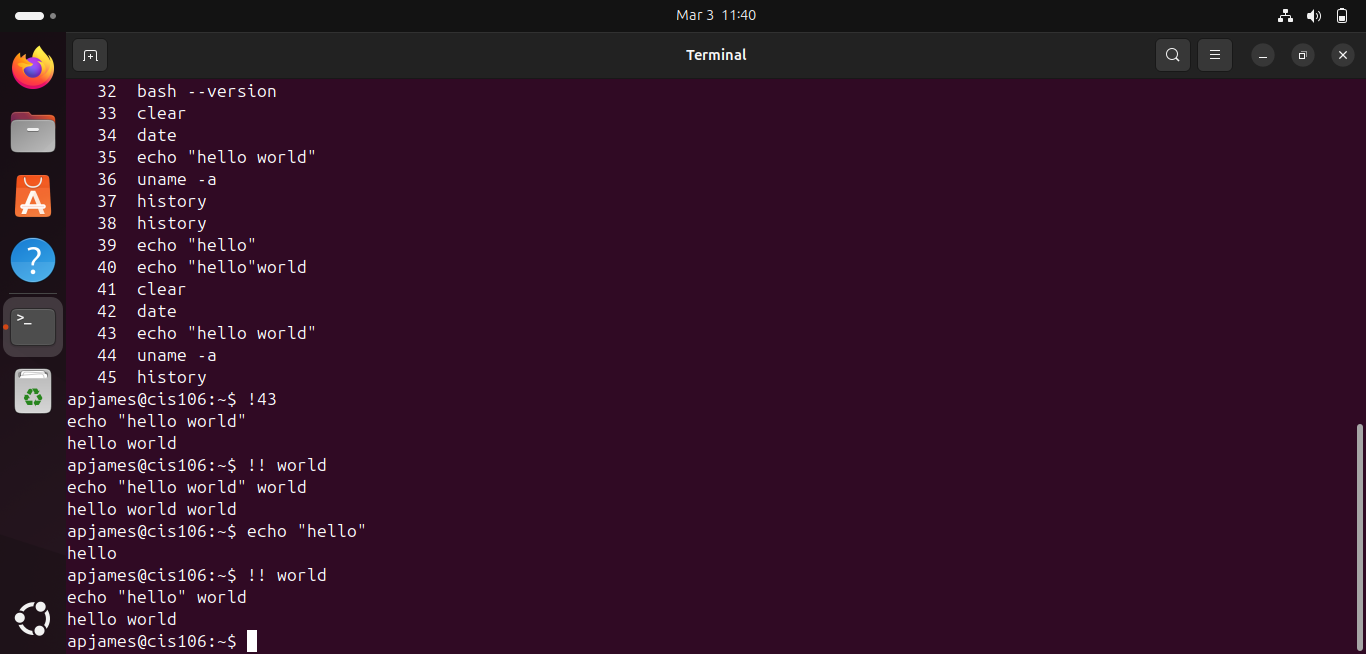 Mar 3 11:40
Terminal
32 bash --version
33 clear
34 date
35 echo "hello world"
36 uname -a
37 history
38 history
39 echo "hello"
40 echo "hello"world
41 clear
42 date
43 echo "hello world"
44 uname -a
45 history
apjames@cis106:~$ !43
echo "hello world"
hello world
apjames@cis106:~$ !! world
echo "hello world" world
hello world world
apjames@cis106:~$ echo "hello"
hello
apjames@cis106:~$ !! world
echo "hello" world
hello world
apjames@cis106:~$